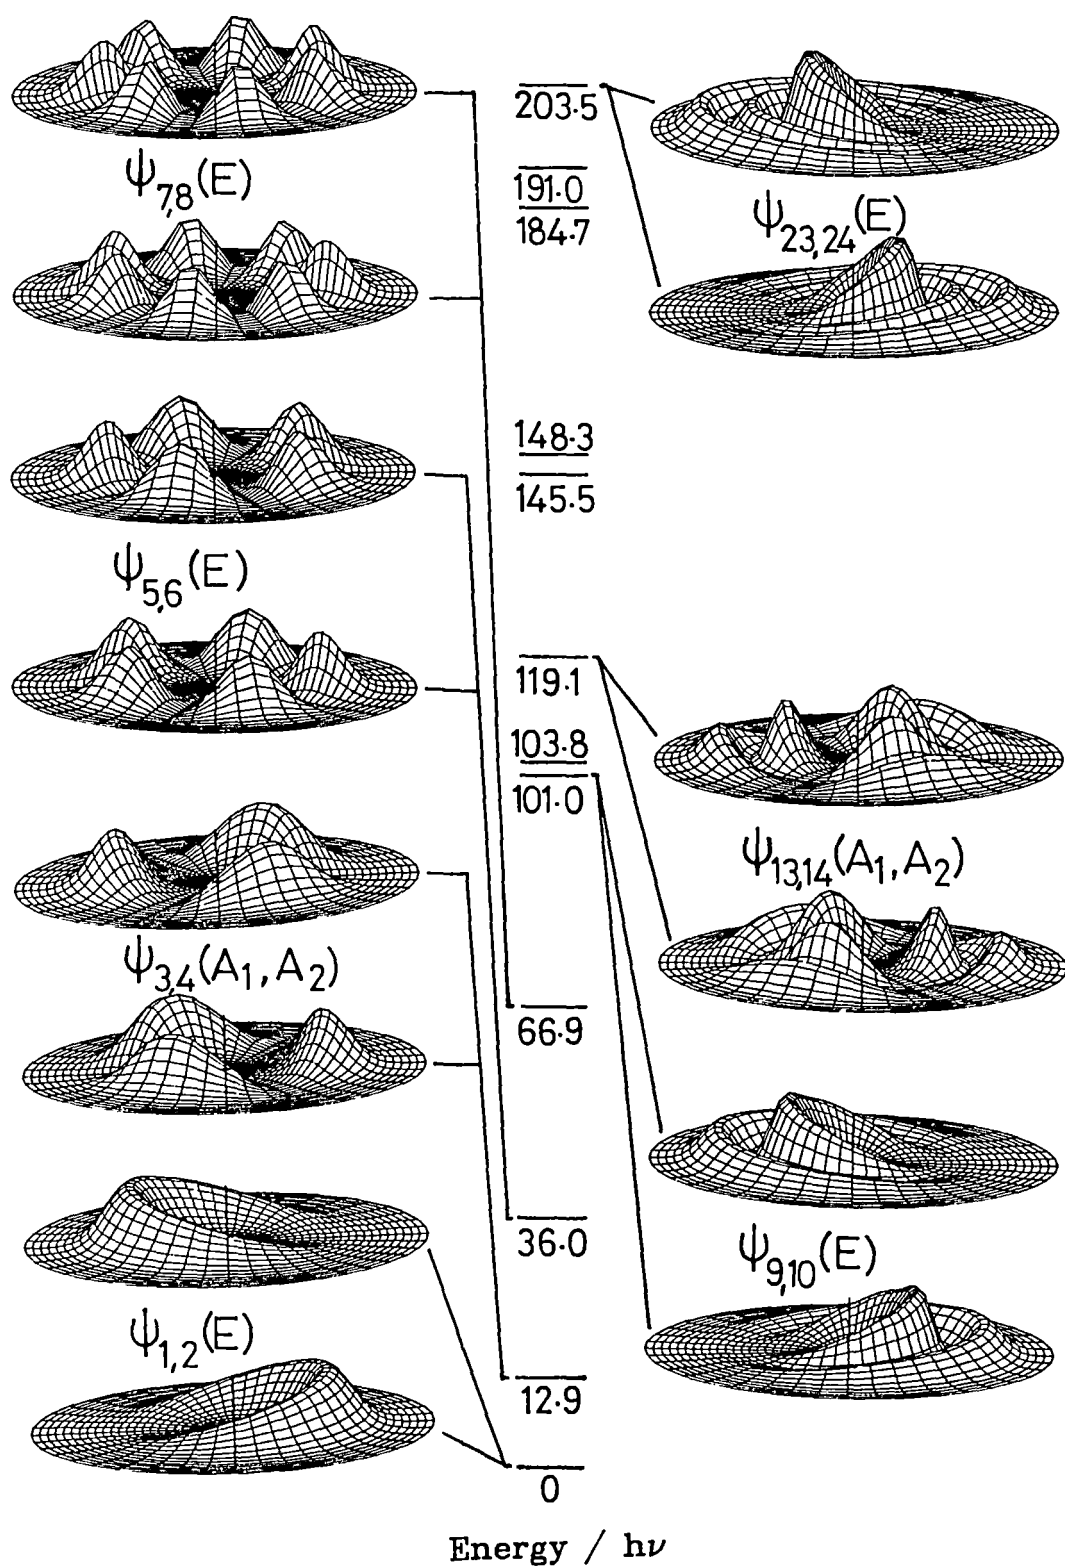 ψ7,8(E)
ψ5,6(E)
ψ3,4(A1, A2)
ψ1,2(E)
203·5
191·0
184·7
148·3
145·5
119·1
103·8
101·0
66·9
36·0
12·9
0
ψ23,24(E)
ψ13,14(A1, A2)
ψ9,10(E)
Energy / hν